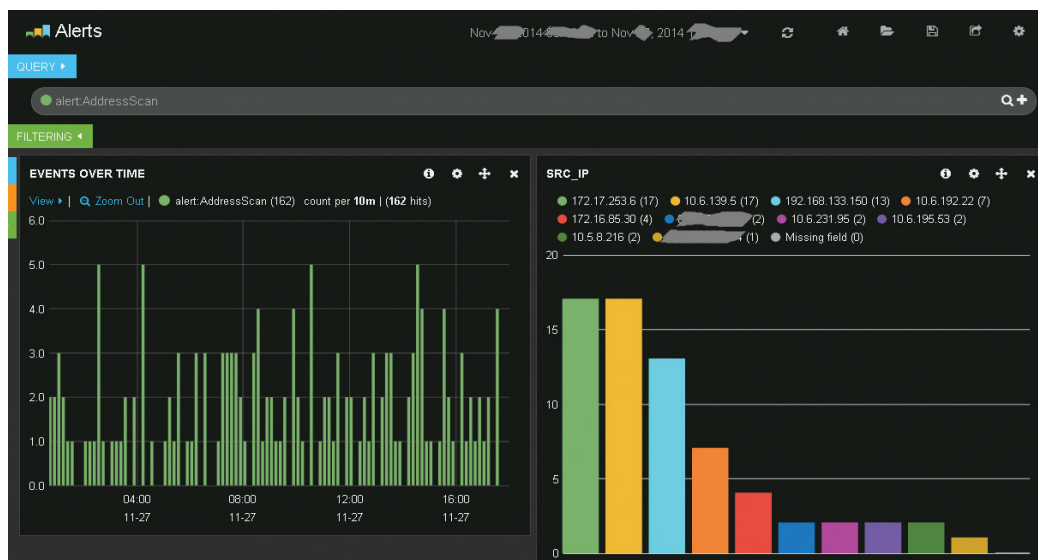 Alerts
Nov 2014 to Nov , 2014
QUERY
alert:AddressScan
FILTERING
EVENTS OVER TIME
View | Zoom Out | alert:AddressScan (162) count per 10m | (162 hits)
6.0
5.0
4.0
3.0
2.0
1.0
0.0
04:00 08:00 12:00 16:00
11-27 11-27 11-27 11-27
SRC_IP
172.17.253.6 (17) 10.6.139.5 (17) 192.168.133.150 (13) 10.6.192.22 (7)
172.16.85.30 (4) (2) 10.6.231.95 (2) 10.6.195.53 (2)
10.5.8.216 (2) (1) Missing field (0)
20
15
10
5
0